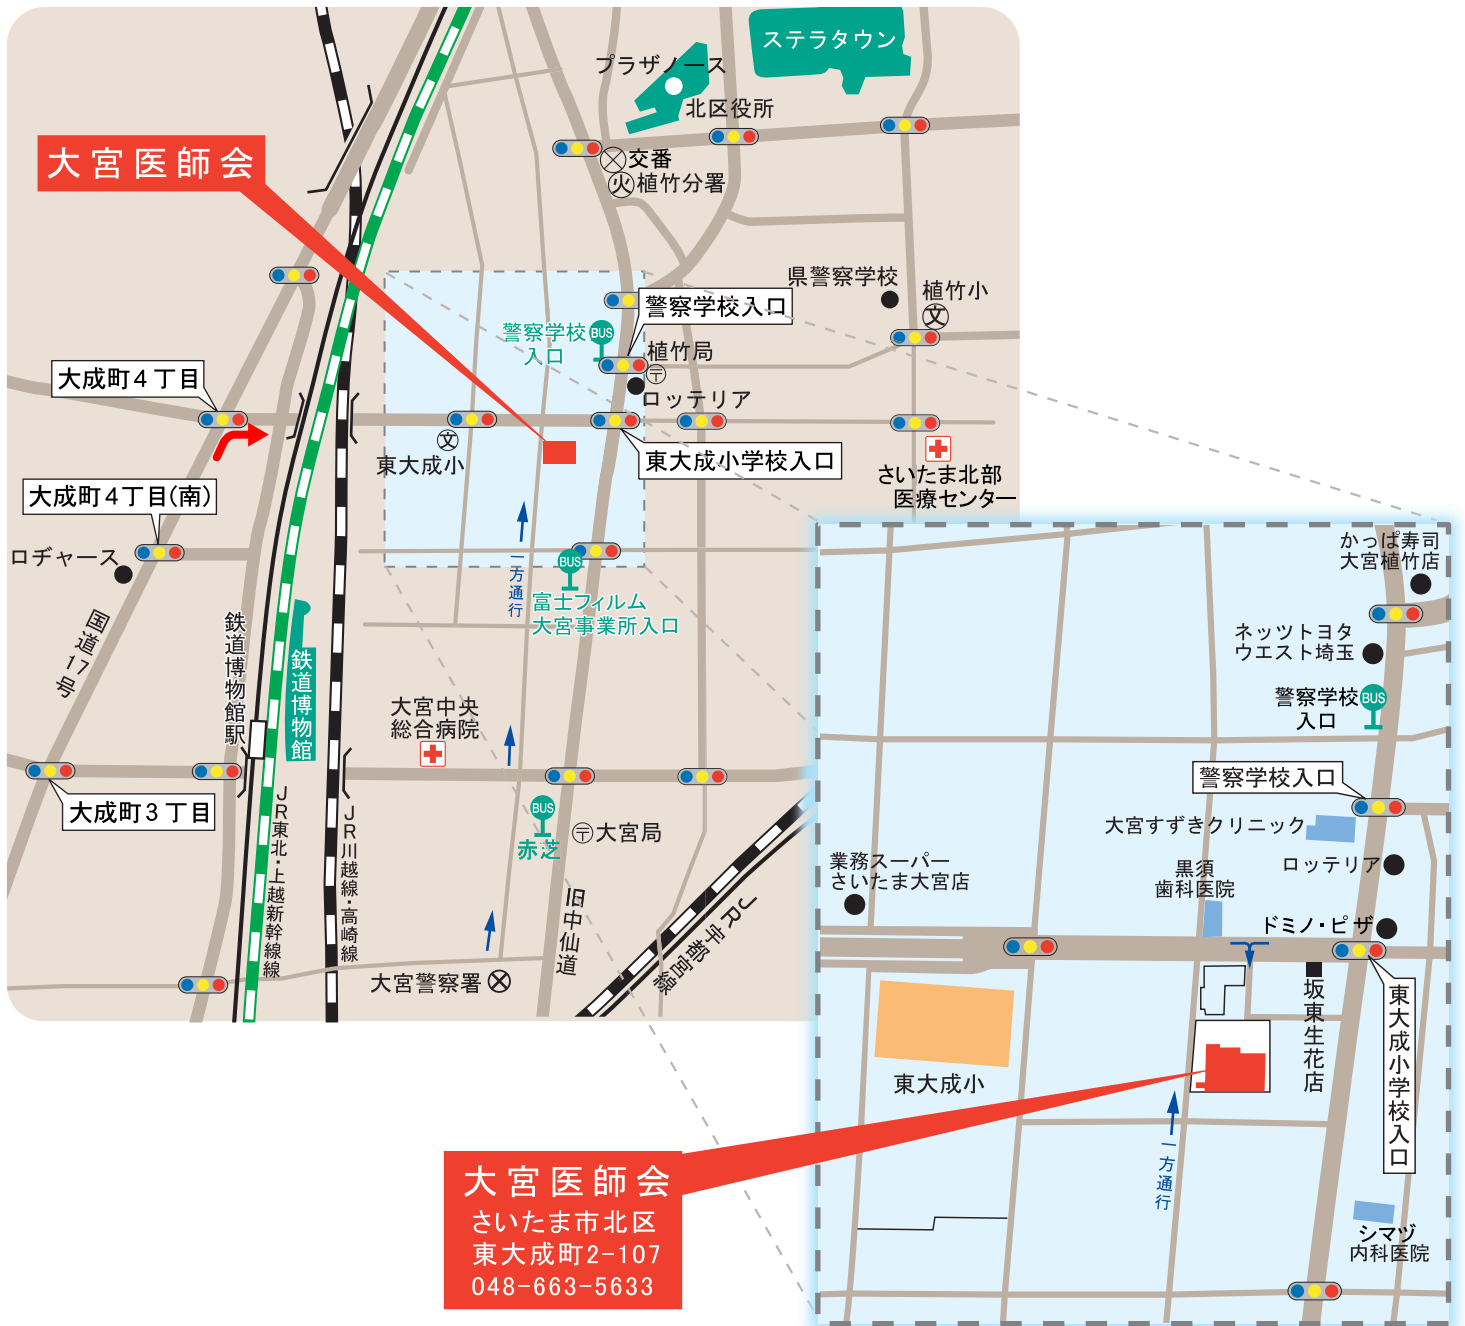 ステラタウン
プラザノース
北区役所
大宮医師会
交番
火
植竹分署
県警察学校
植竹小
文
警察学校入口
警察学校
入口
BUS
植竹局
〒
ロッテリア
大成町4丁目
文
東大成小
東大成小学校入口
さいたま北部
医療センター
大成町4丁目(南)
ロヂャース
一方通行
BUS
富士フィルム
大宮事業所入口
国道17号
鉄道博物館駅
鉄道博物館
大宮中央
総合病院
大成町3丁目
JR東北・上越新幹線線
JR川越線・高崎線
BUS
赤芝
〒大宮局
旧中仙道
JR宇都宮線
大宮警察署
かっぱ寿司
大宮植竹店
ネッツトヨタ
ウエスト埼玉
警察学校
入口
BUS
警察学校入口
大宮すずきクリニック
ロッテリア
業務スーパー
さいたま大宮店
黒須
歯科医院
ドミノ・ピザ
坂東生花店
東大成小学校入口
東大成小
一方通行
シマヅ
内科医院
大宮医師会
さいたま市北区
東大成町2-107
048-663-5633